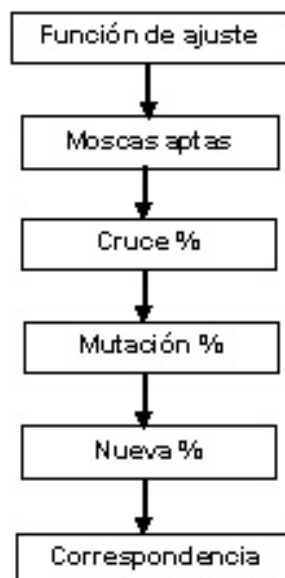 Función de ajuste
Moscas aptas
Cruce %
Mutación %
Nueva %
Correspondencia